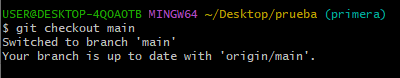 USER@DESKTOP-4QOAOTB MINGW64 ~/Desktop/prueba (primera)
$ git checkout main
Switched to branch 'main'
Your branch is up to date with 'origin/main'.